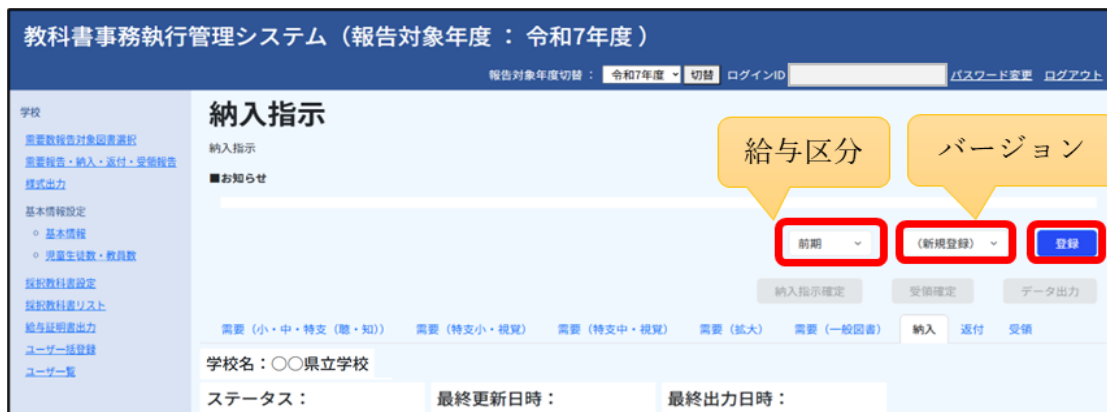 教科書事務執行管理システム（報告対象年度 ： 令和7年度 ）
報告対象年度切替 ： 令和7年度 切替 ログインID パスワード変更 ログアウト
学校
需要数報告対象図書選択
需要報告・納入・返付・受領報告
様式出力
基本情報設定
基本情報
児童生徒数・教員数
採択教科書設定
採択教科書リスト
給与証明書出力
ユーザ一括登録
ユーザ一覧
納入指示
納入指示
■お知らせ
給与区分
バージョン
前期 （新規登録） 登録
納入指示確定 受領確定 データ出力
需要（小・中・特支（聴・知）） 需要（特支小・視覚） 需要（特支中・視覚） 需要（拡大） 需要（一般図書） 納入 返付 受領
学校名：〇〇県立学校
ステータス： 最終更新日時： 最終出力日時：